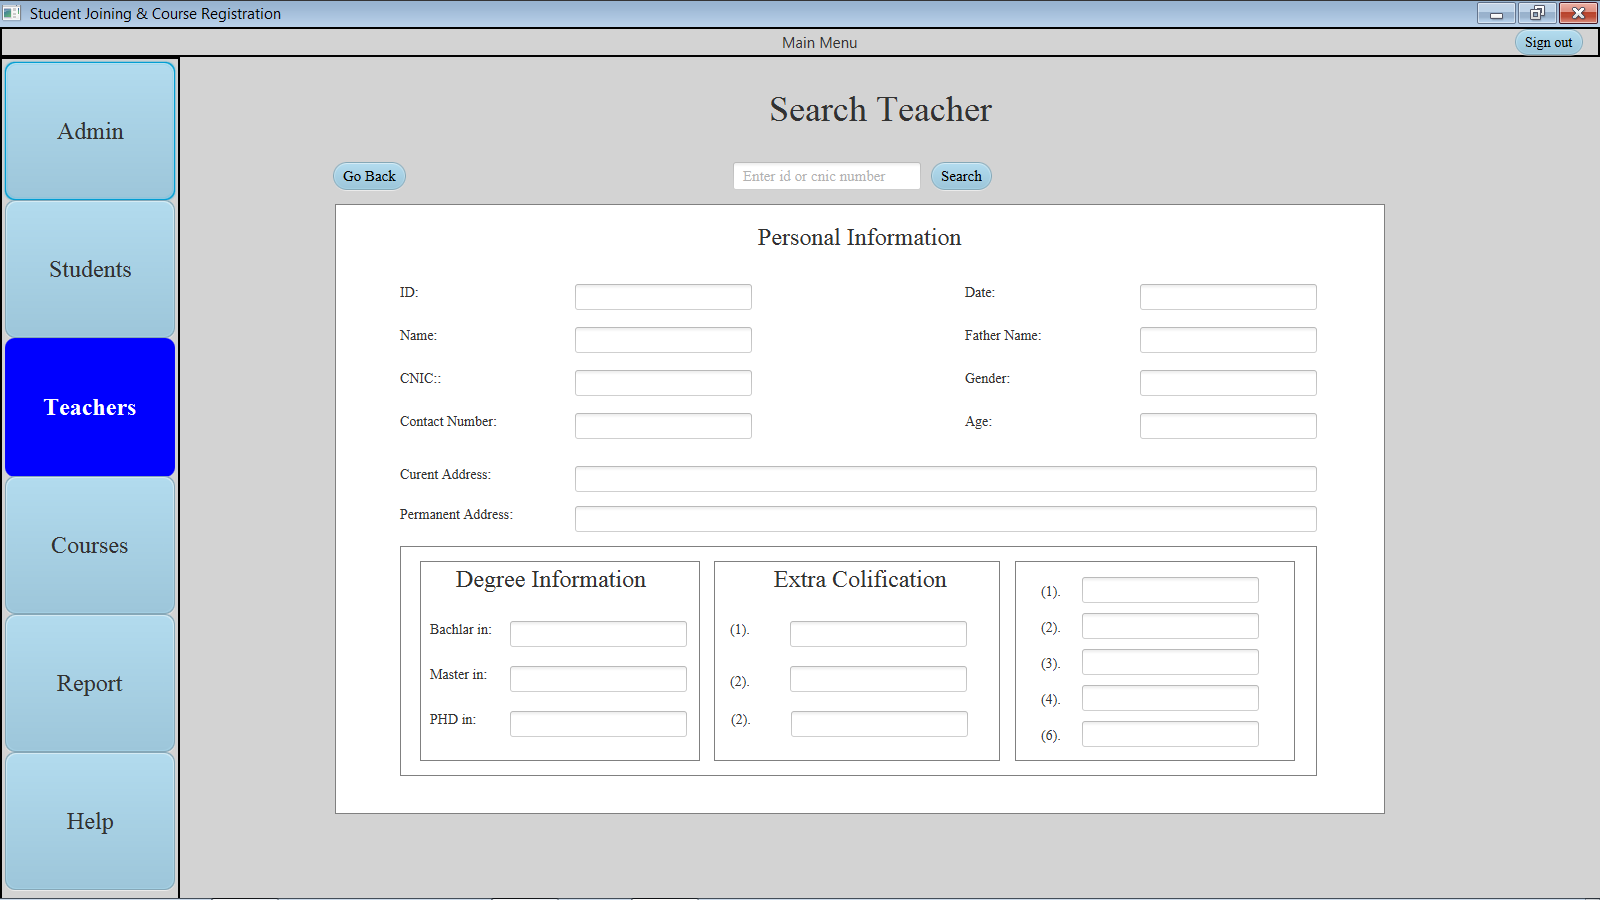 Student Joining & Course Registration
Main Menu
Sign out
Admin
Students
Teachers
Courses
Report
Help
Search Teacher
Go Back
Enter id or cnic number
Search
Personal Information
ID:
Date:
Name:
Father Name:
CNIC::
Gender:
Contact Number:
Age:
Curent Address:
Permanent Address:
Degree Information
Bachlar in:
Master in:
PHD in:
Extra Colification
(1).
(2).
(2).
(1).
(2).
(3).
(4).
(6).